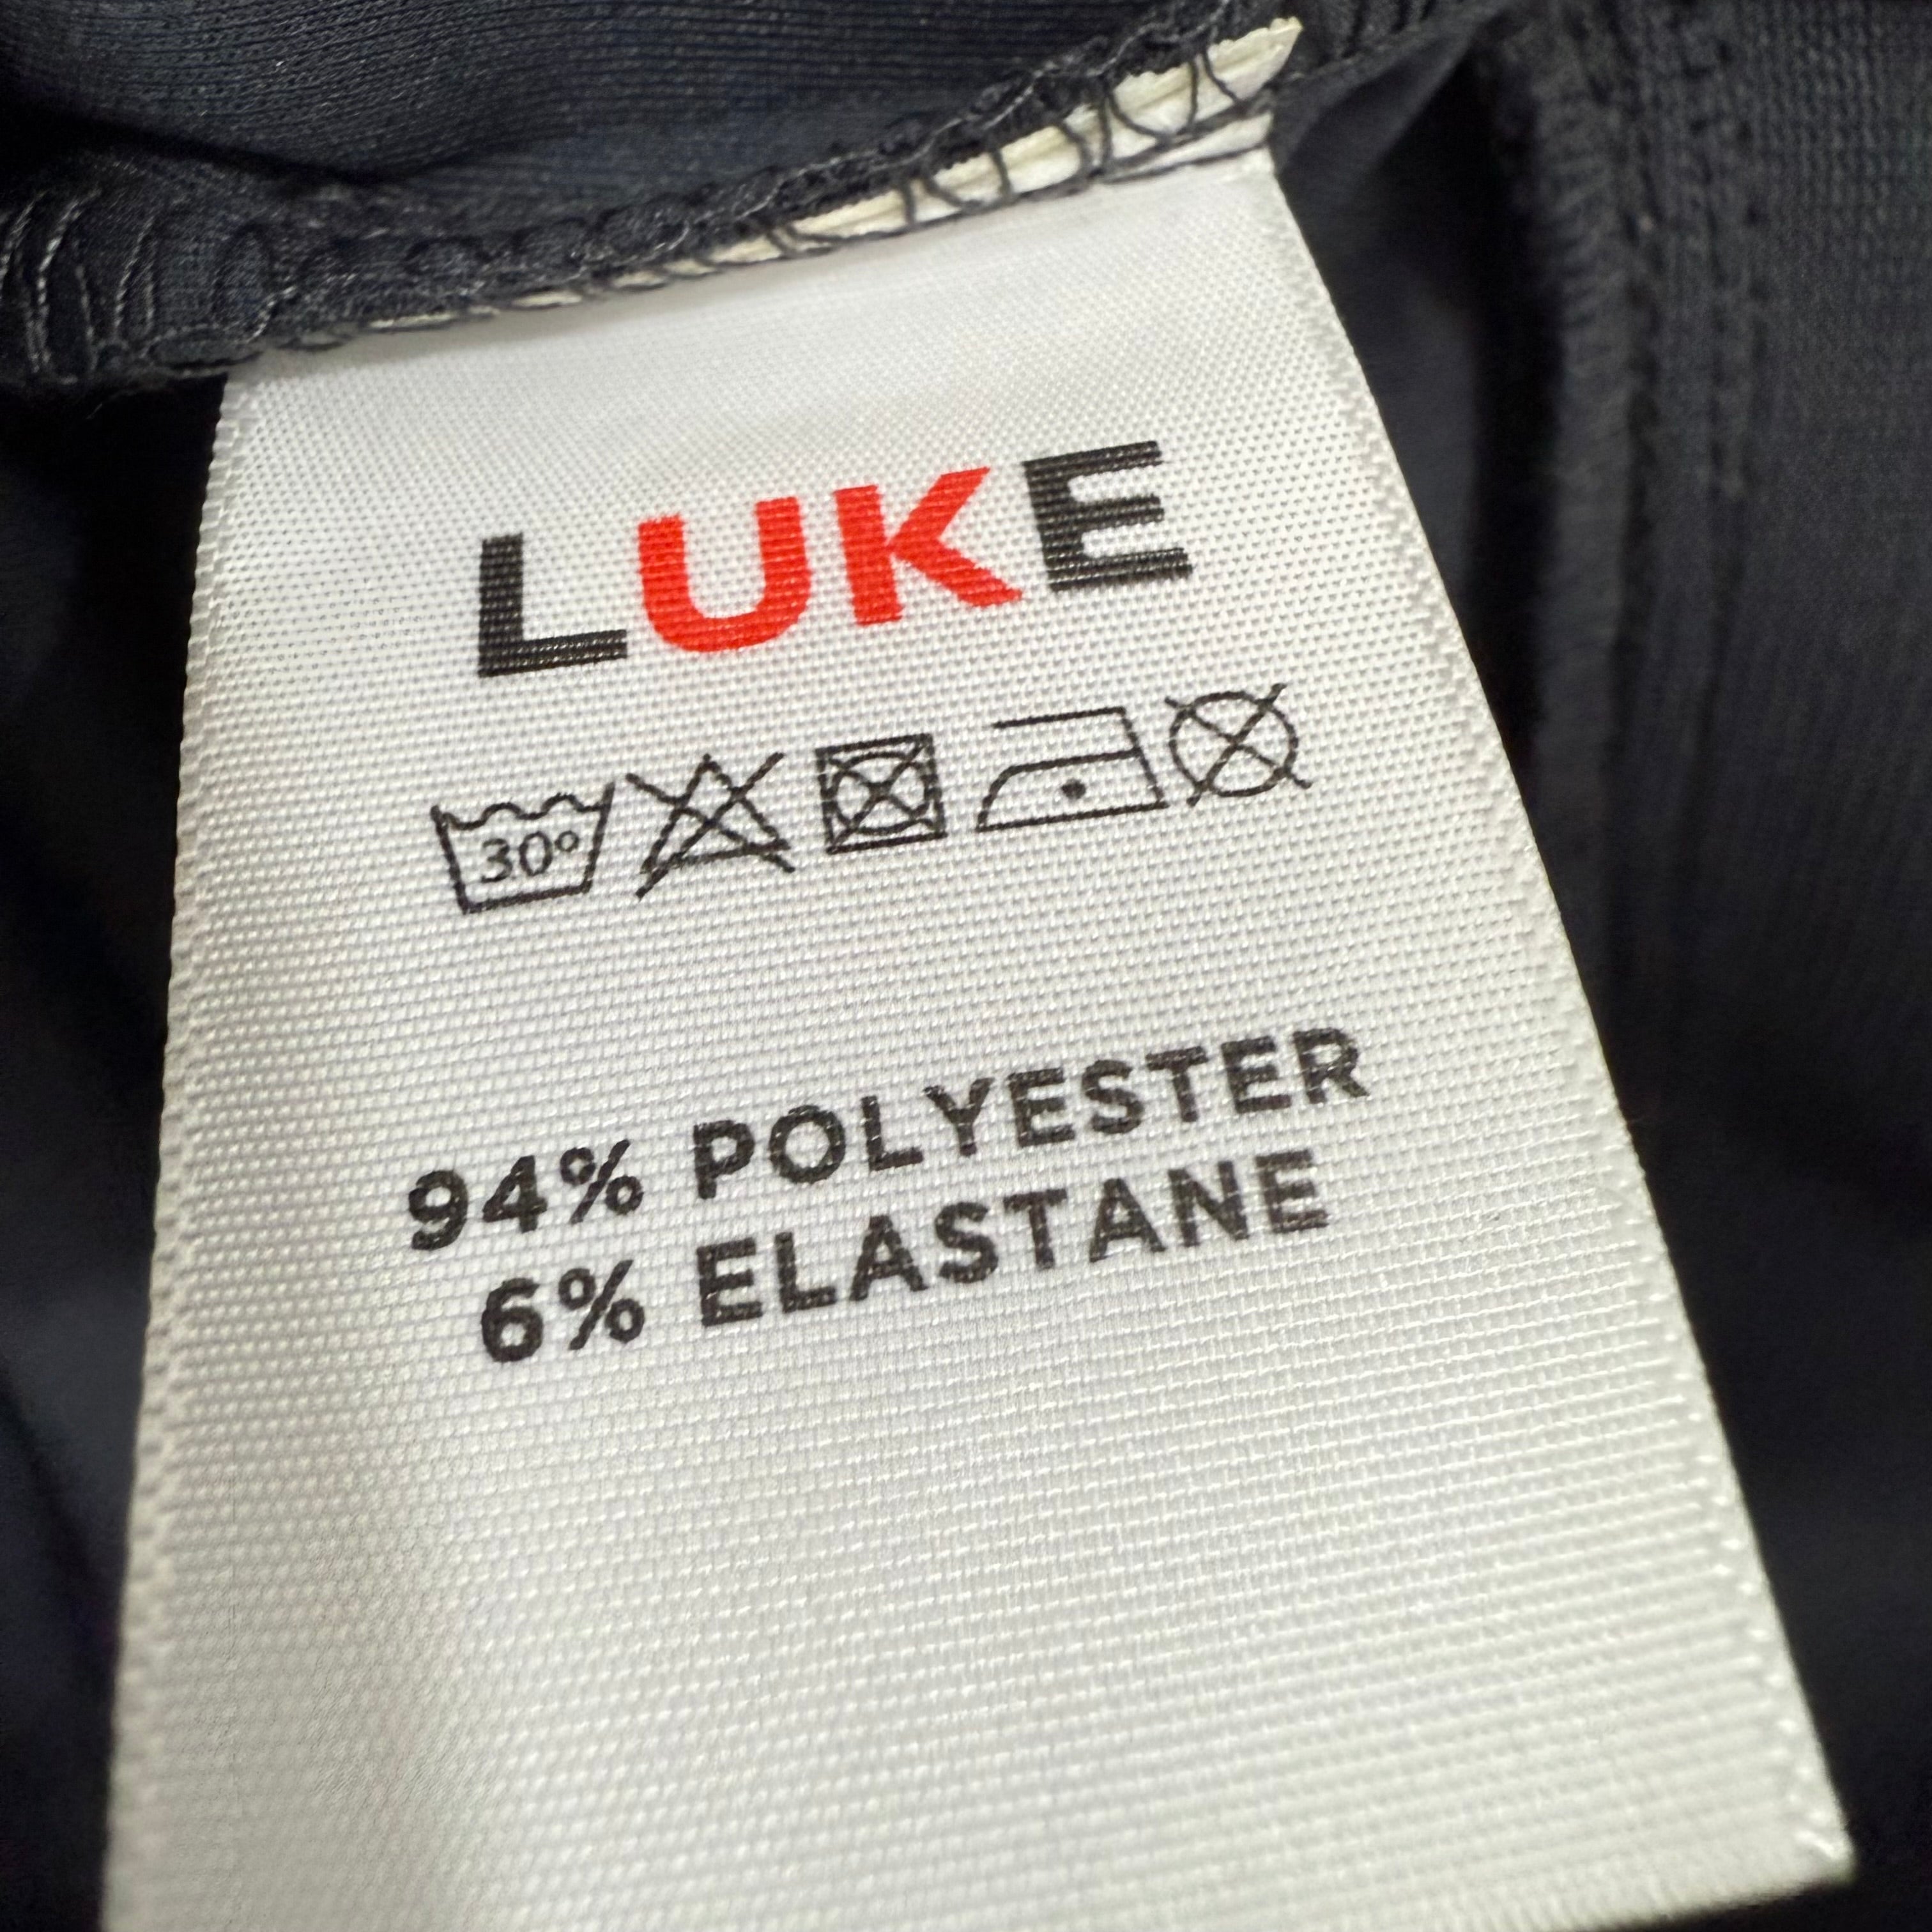 LUKE
30°
94% POLYESTER
6% ELASTANE